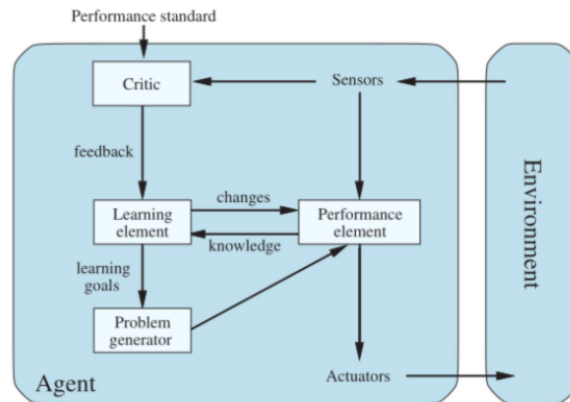 Performance standard
Critic
Sensors
feedback
changes
Learning
element
Performance
element
knowledge
learning
goals
Problem
generator
Agent
Actuators
Environment